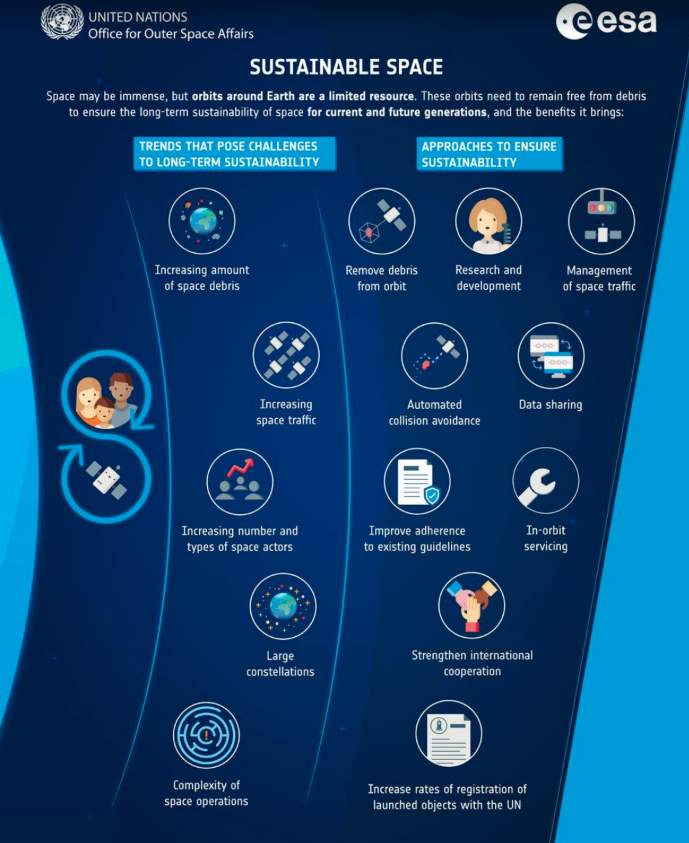 UNITED NATIONS
Office for Outer Space Affairs
esa
SUSTAINABLE SPACE
Space may be immense, but orbits around Earth are a limited resource. These orbits need to remain free from debris
to ensure the long-term sustainability of space for current and future generations, and the benefits it brings:
TRENDS THAT POSE CHALLENGES
TO LONG-TERM SUSTAINABILITY
Increasing amount
of space debris
Increasing
space traffic
Increasing number and
types of space actors
Large
constellations
Complexity of
space operations
APPROACHES TO ENSURE
SUSTAINABILITY
Remove debris
from orbit
Research and
development
Management
of space traffic
Automated
collision avoidance
Data sharing
Improve adherence
to existing guidelines
In-orbit
servicing
Strengthen international
cooperation
Increase rates of registration of
launched objects with the UN